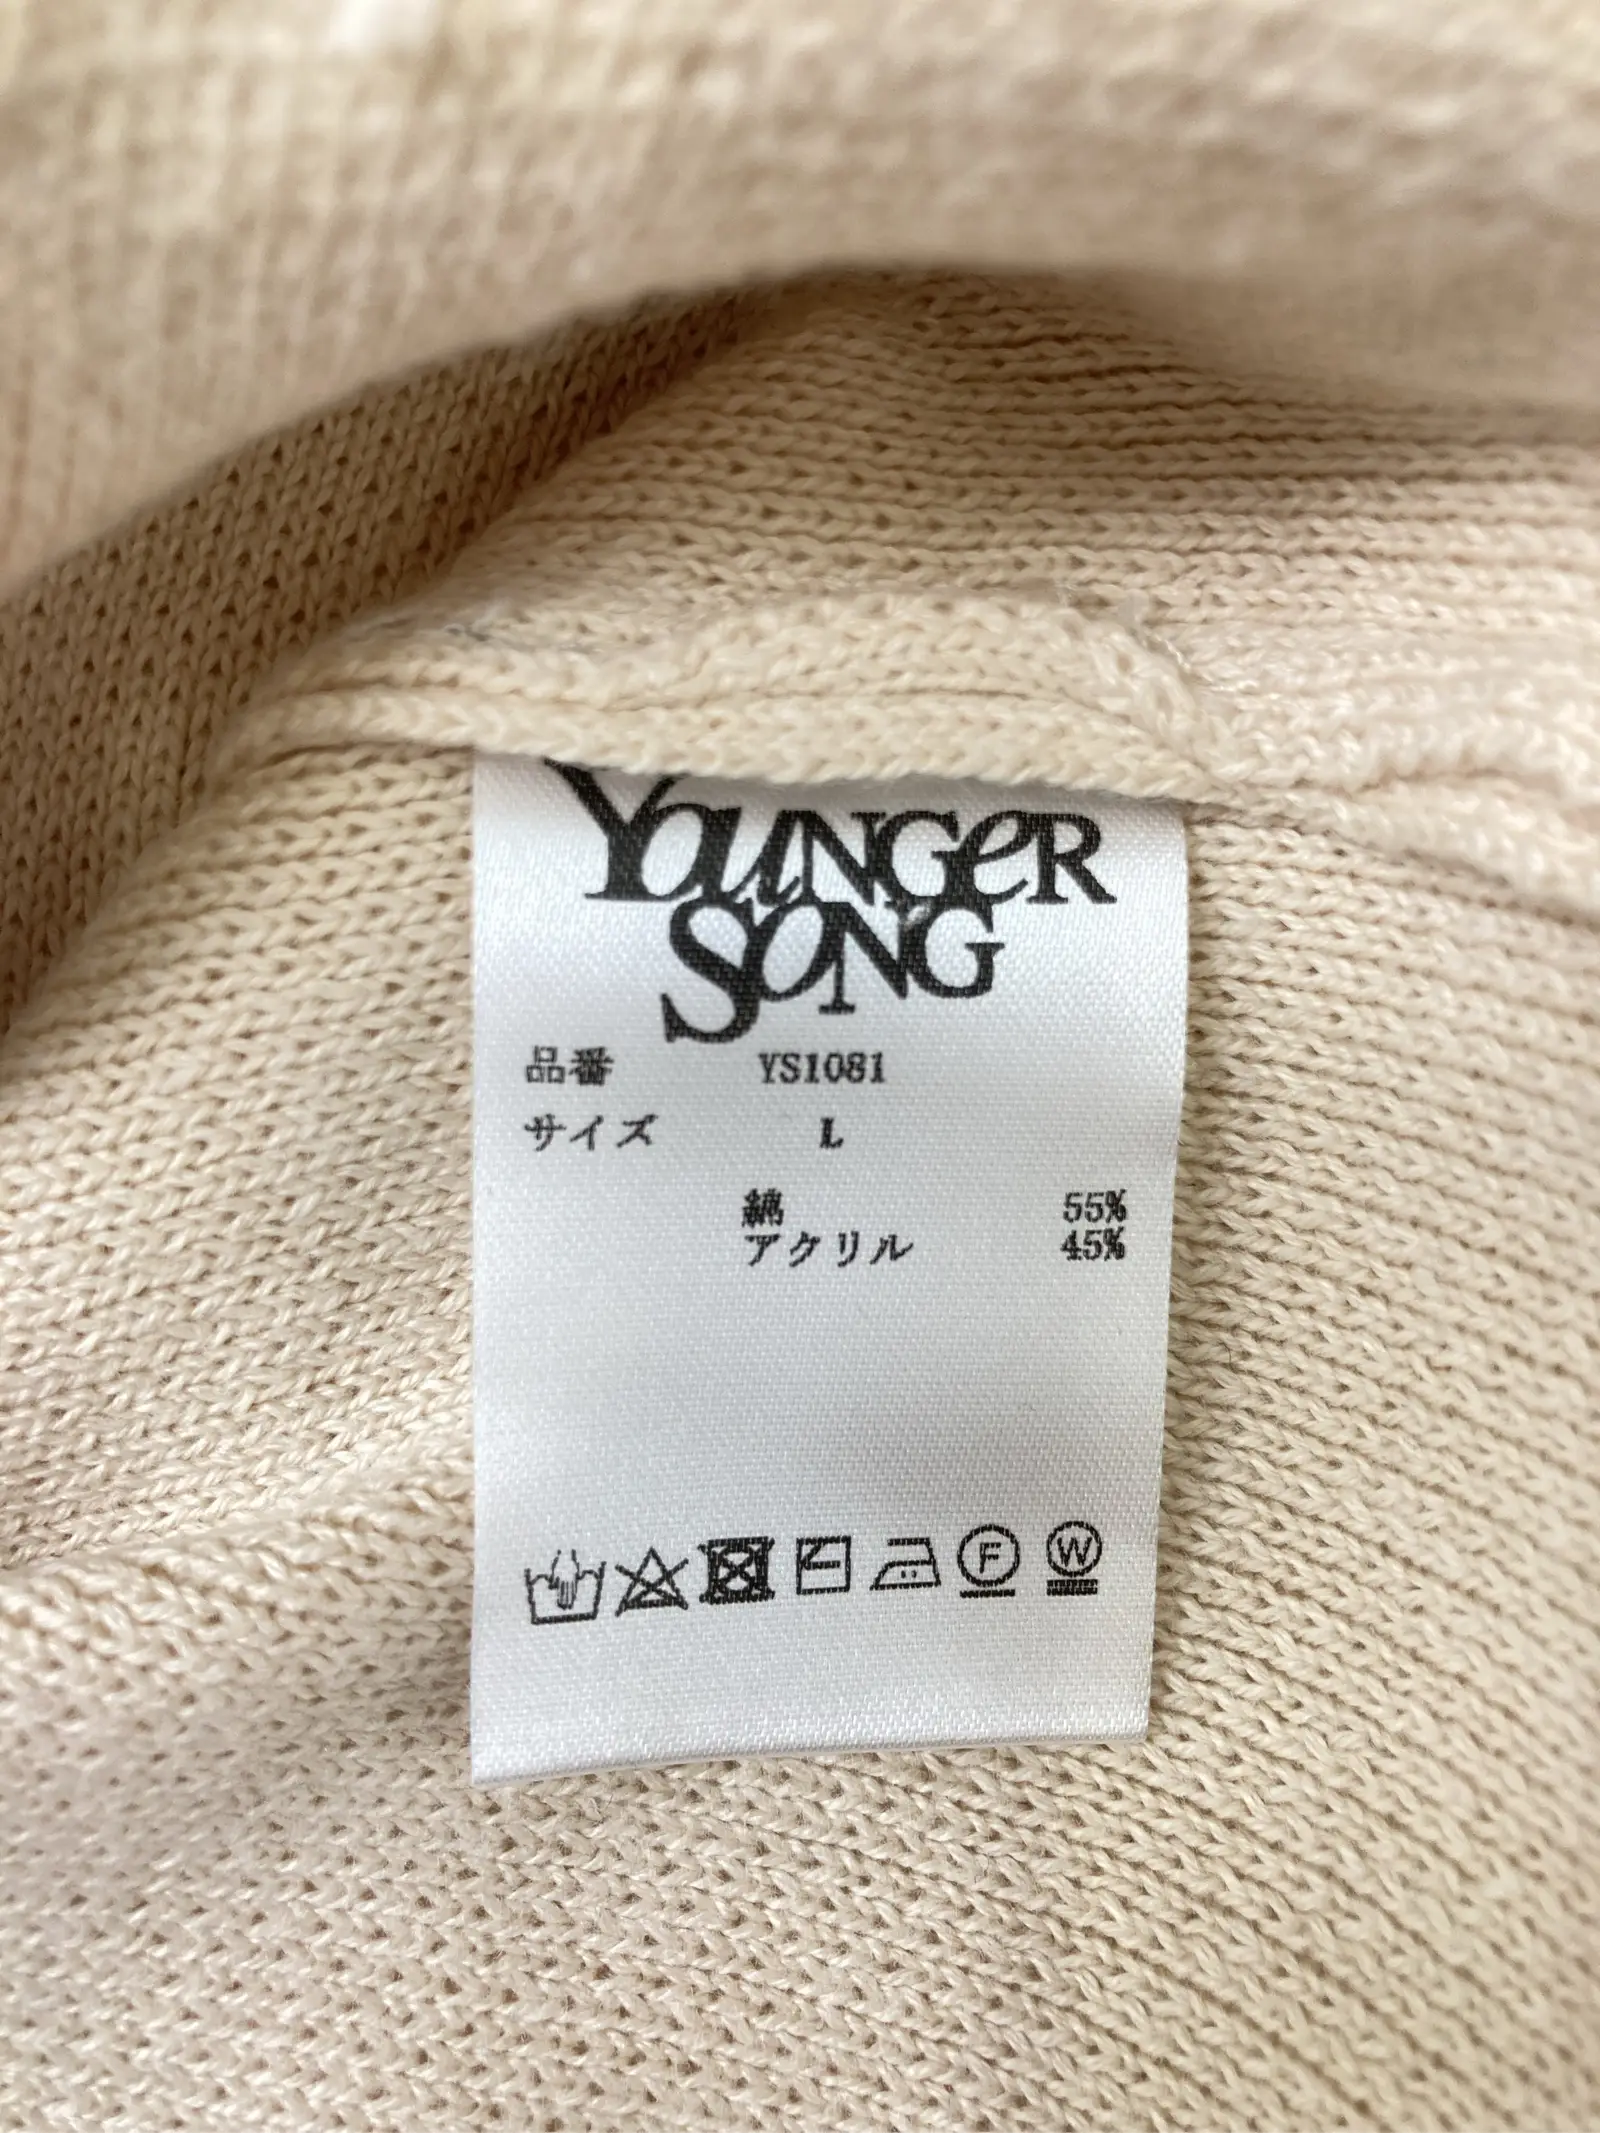 YOUNGER
SONG
品番 YS1081
サイズ L
綿 55%
アクリル 45%
F W